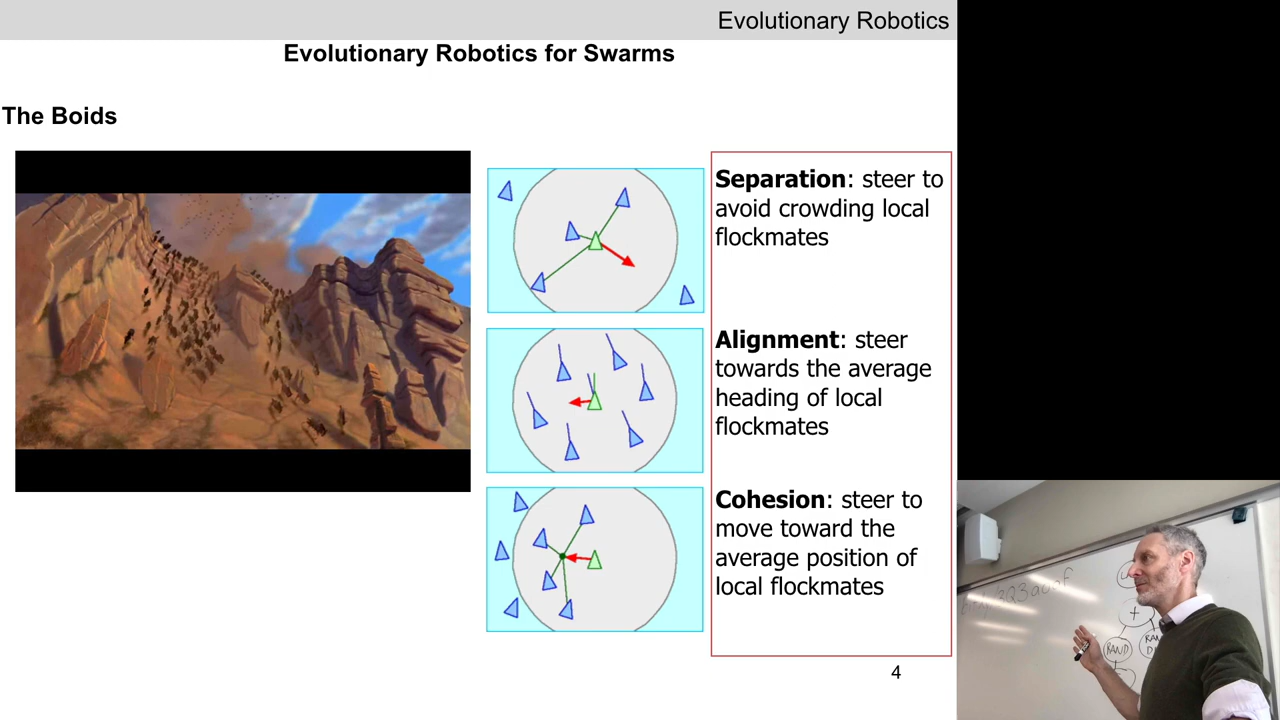 Evolutionary Robotics
Evolutionary Robotics for Swarms
The Boids
Separation: steer to
avoid crowding local
flockmates
Alignment: steer
towards the average
heading of local
flockmates
Cohesion: steer to
move toward the
average position of
local flockmates
4
+
RAND